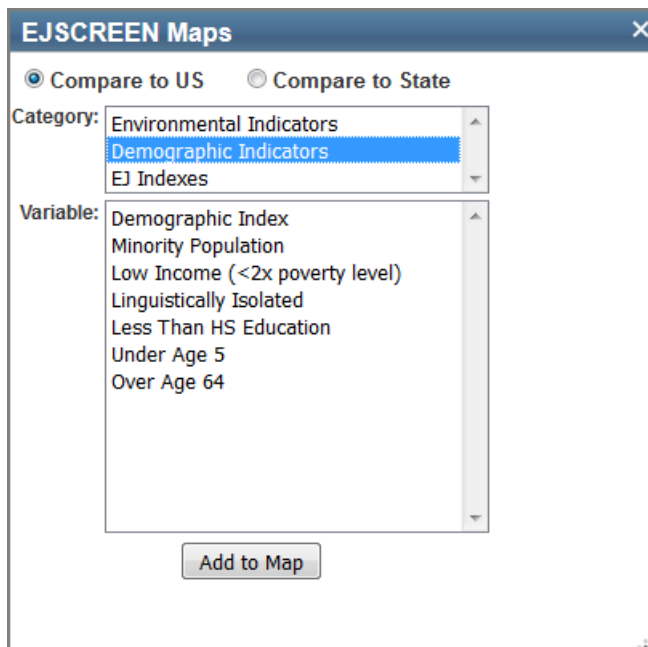 EJSCREEN Maps
Compare to US Compare to State
Category:
Environmental Indicators
Demographic Indicators
EJ Indexes
Variable:
Demographic Index
Minority Population
Low Income (<2x poverty level)
Linguistically Isolated
Less Than HS Education
Under Age 5
Over Age 64
Add to Map